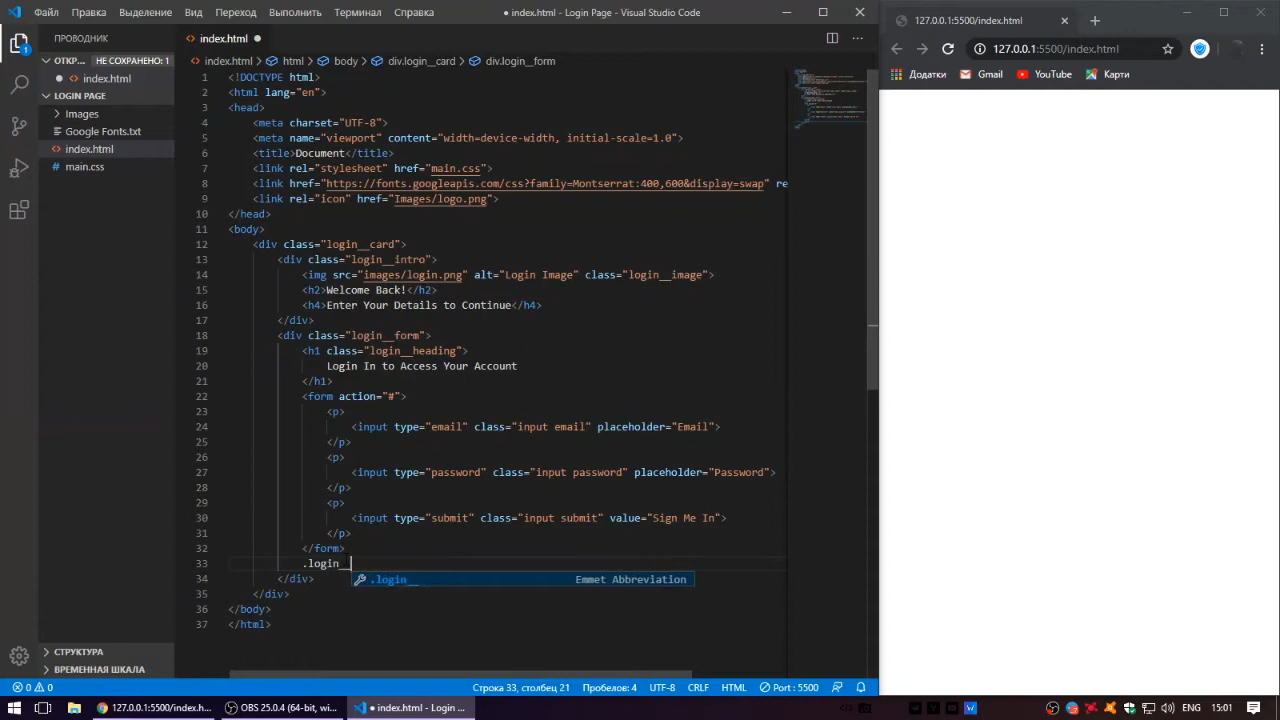 Файл Правка Выделение Вид Переход Выполнить Терминал Справка
● index.html - Login Page - Visual Studio Code
ПРОВОДНИК
ОТКР... НЕ СОХРАНЕНО: 1
index.html
LOGIN PAGE
Images
Google Fonts.txt
index.html
main.css
СТРУКТУРА
ВРЕМЕННАЯ ШКАЛА
index.html
index.html > html > body > div.login__card > div.login__form
1 <!DOCTYPE html>
2 <html lang="en">
3 <head>
4 <meta charset="UTF-8">
5 <meta name="viewport" content="width=device-width, initial-scale=1.0">
6 <title>Document</title>
7 <link rel="stylesheet" href="main.css">
8 <link href="https://fonts.googleapis.com/css?family=Montserrat:400,600&display=swap" re
9 <link rel="icon" href="Images/logo.png">
10 </head>
11 <body>
12 <div class="login__card">
13 <div class="login__intro">
14 <img src="images/login.png" alt="Login Image" class="login__image">
15 <h2>Welcome Back!</h2>
16 <h4>Enter Your Details to Continue</h4>
17 </div>
18 <div class="login__form">
19 <h1 class="login__heading">
20 Login In to Access Your Account
21 </h1>
22 <form action="#">
23 <p>
24 <input type="email" class="input email" placeholder="Email">
25 </p>
26 <p>
27 <input type="password" class="input password" placeholder="Password">
28 </p>
29 <p>
30 <input type="submit" class="input submit" value="Sign Me In">
31 </p>
32 </form>
33 .login__
.login__ Emmet Abbreviation
34 </div>
35 </div>
36 </body>
37 </html>
0 0 Строка 33, столбец 21 Пробелов: 4 UTF-8 CRLF HTML Port : 5500
127.0.0.1:5500/index.html
127.0.0.1:5500/index.html
Додатки Gmail YouTube Карти
127.0.0.1:5500/index.h... OBS 25.0.4 (64-bit, wi... ● index.html - Login ... ENG 15:01